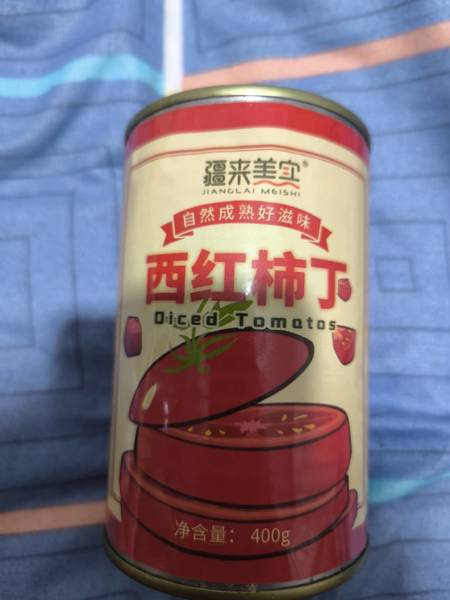 疆来美实®
JIANGLAI MEISHI
自然成熟好滋味
西红柿丁
Diced Tomatos
净含量: 400g